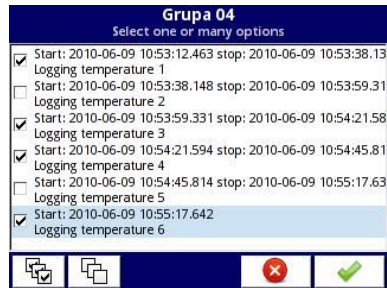 Grupa 04
Select one or many options
Start: 2010-06-09 10:53:12.463 stop: 2010-06-09 10:53:38.13
Logging temperature 1
Start: 2010-06-09 10:53:38.148 stop: 2010-06-09 10:53:59.31
Logging temperature 2
Start: 2010-06-09 10:53:59.331 stop: 2010-06-09 10:54:21.58
Logging temperature 3
Start: 2010-06-09 10:54:21.594 stop: 2010-06-09 10:54:45.81
Logging temperature 4
Start: 2010-06-09 10:54:45.814 stop: 2010-06-09 10:55:17.63
Logging temperature 5
Start: 2010-06-09 10:55:17.642
Logging temperature 6